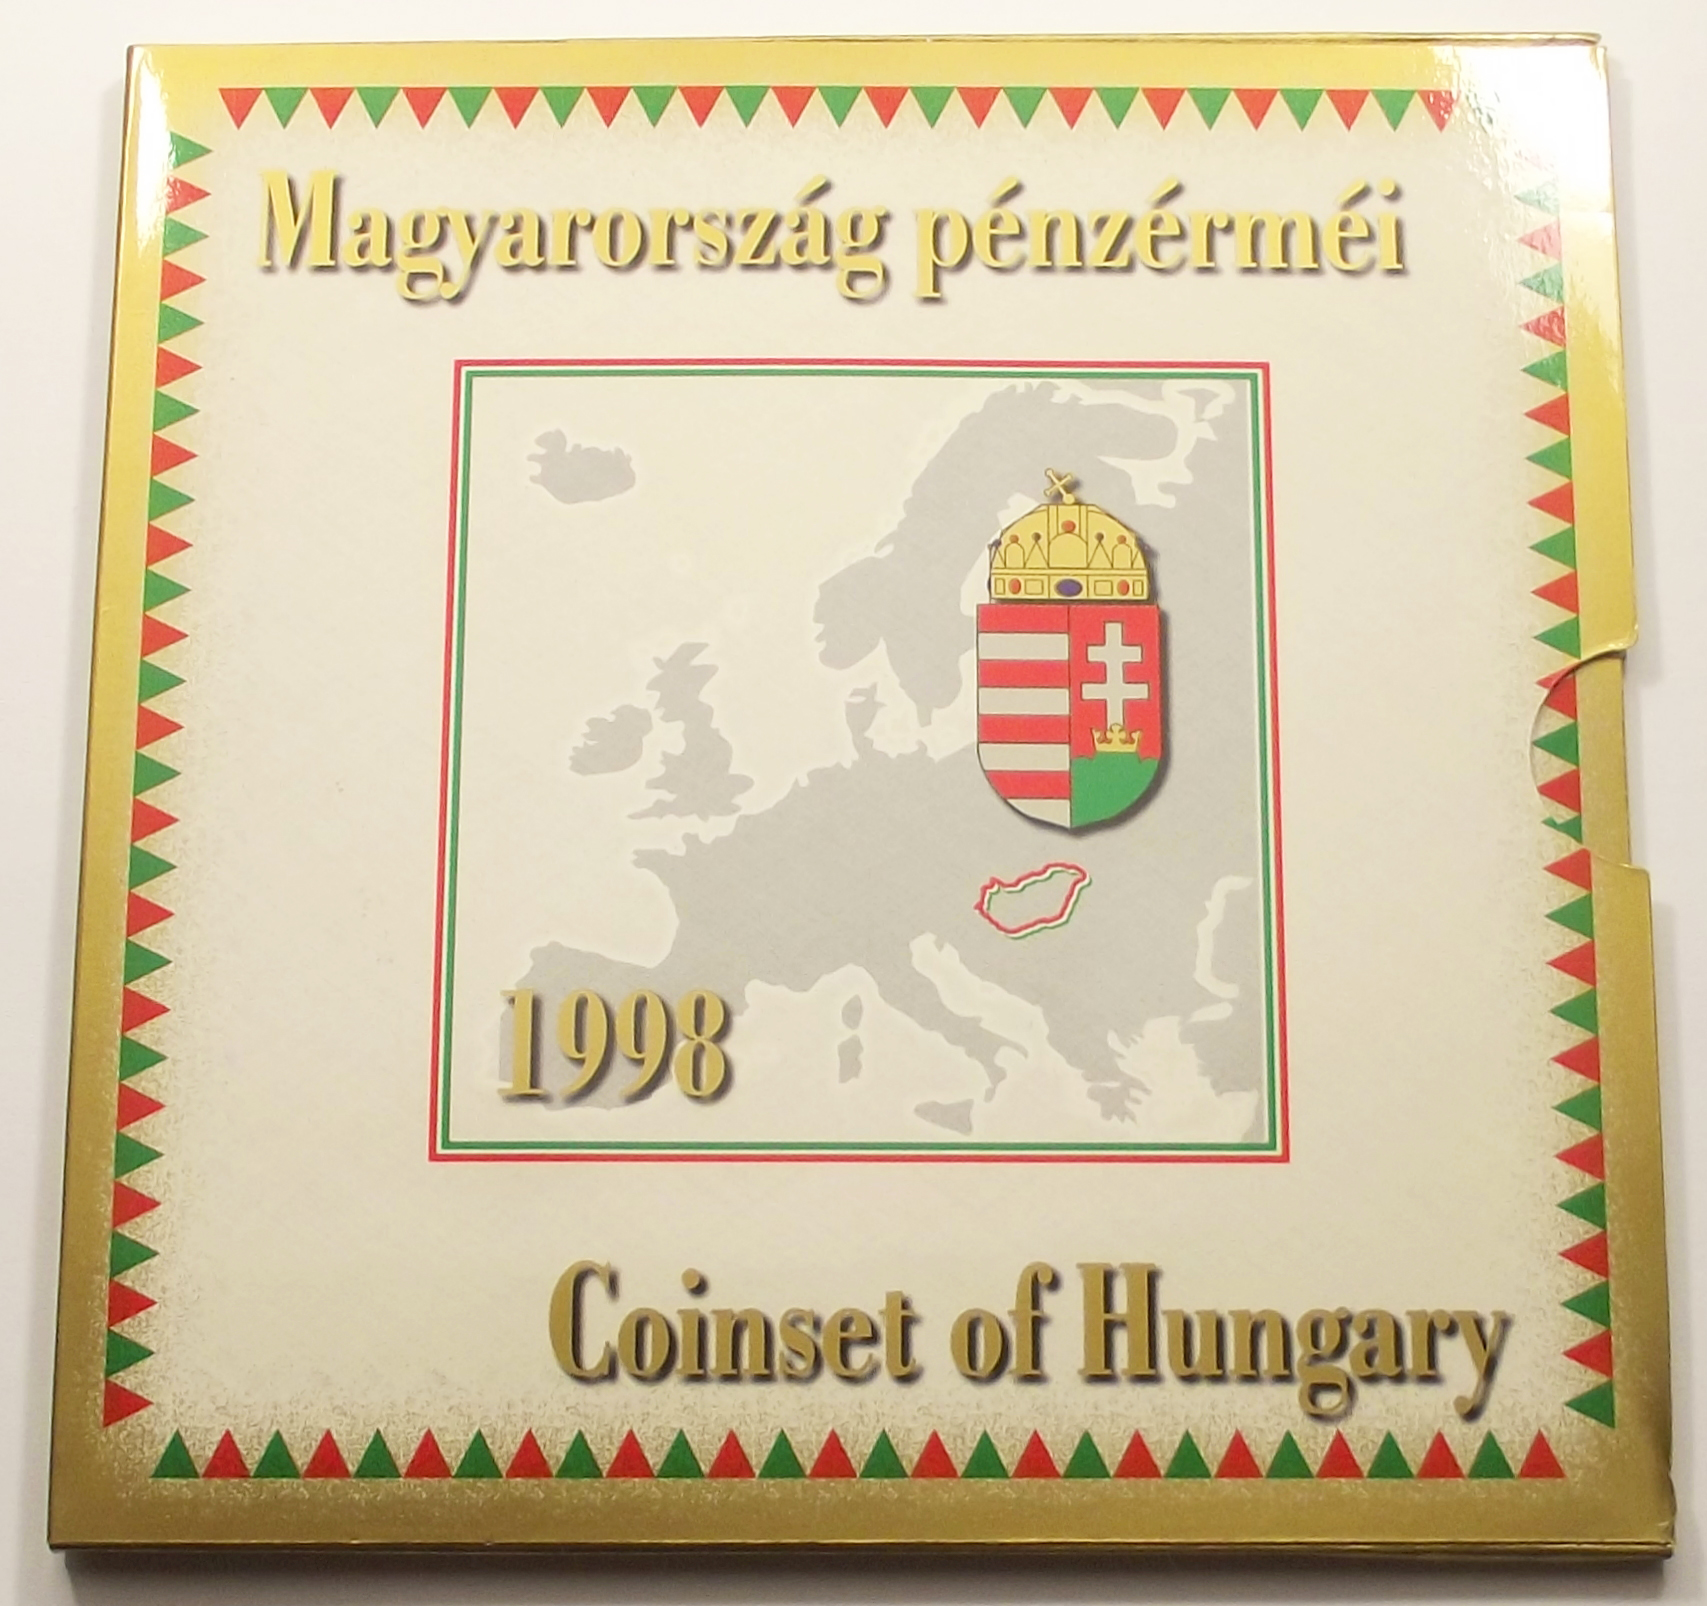 Magyarország pénzérméi
1998
Coinset of Hungary